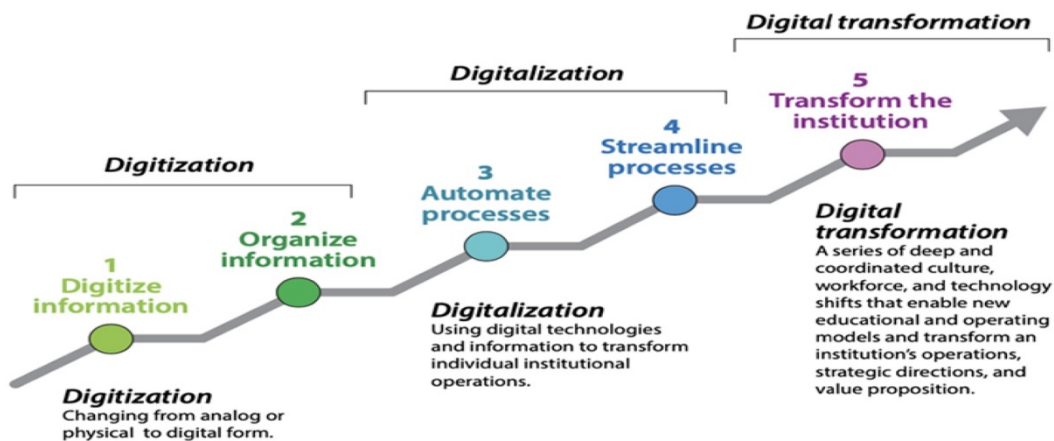 Digitization
1
Digitize
information
2
Organize
information
Digitization
Changing from analog or
physical to digital form.
Digitalization
3
Automate
processes
4
Streamline
processes
Digitalization
Using digital technologies
and information to transform
individual institutional
operations.
Digital transformation
5
Transform the
institution
Digital
transformation
A series of deep and
coordinated culture,
workforce, and technology
shifts that enable new
educational and operating
models and transform an
institution's operations,
strategic directions, and
value proposition.